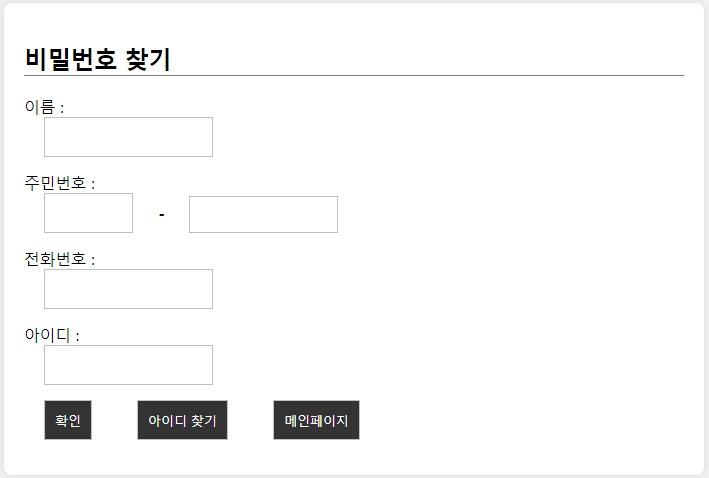 비밀번호 찾기
이름 :
주민번호 :
-
전화번호 :
아이디 :
확인 아이디 찾기 메인페이지